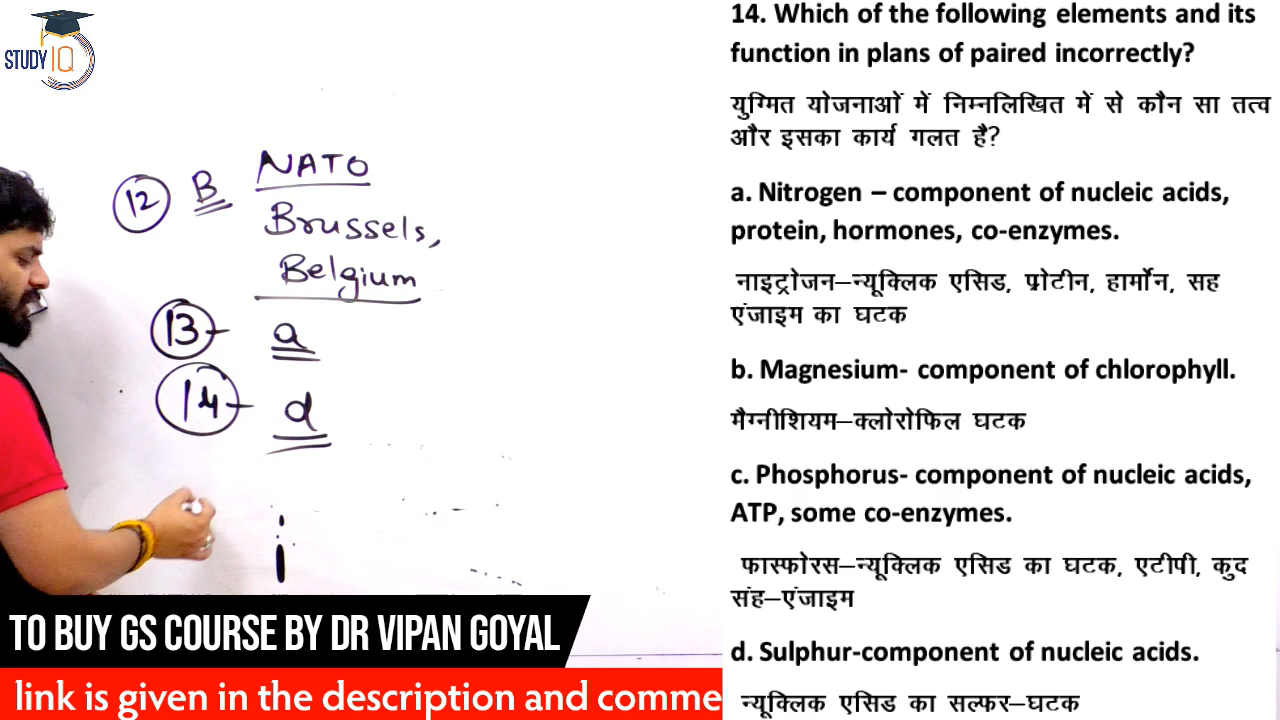 STUDY IQ
12 B NATO
Brussels,
Belgium
13- a
14- d
TO BUY GS COURSE BY DR VIPAN GOYAL
link is given in the description and comme
14. Which of the following elements and its
function in plans of paired incorrectly?
युग्मित योजनाओं में निम्नलिखित में से कौन सा तत्व
और इसका कार्य गलत है?
a. Nitrogen – component of nucleic acids,
protein, hormones, co-enzymes.
नाइट्रोजन–न्यूक्लिक एसिड, प्रोटीन, हार्मोन, सह
एंजाइम का घटक
b. Magnesium- component of chlorophyll.
मैग्नीशियम–क्लोरोफिल घटक
c. Phosphorus- component of nucleic acids,
ATP, some co-enzymes.
फास्फोरस–न्यूक्लिक एसिड का घटक, एटीपी, कुद
संह–एंजाइम
d. Sulphur-component of nucleic acids.
न्यूक्लिक एसिड का सल्फर–घटक